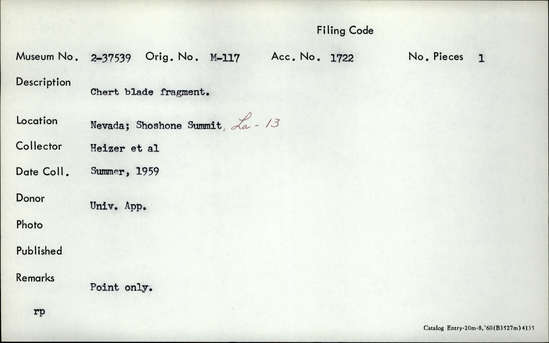 Filing Code
Museum No. 2-37539 Orig. No. M-117 Acc. No. 1722 No. Pieces 1
Description Chert blade fragment.
Location Nevada; Shoshone Summit, La-13
Collector Heizer et al
Date Coll. Summer, 1959
Donor Univ. App.
Photo
Published
Remarks Point only.
rp
Catalog Entry-20m-8,'60(B3527m)4135